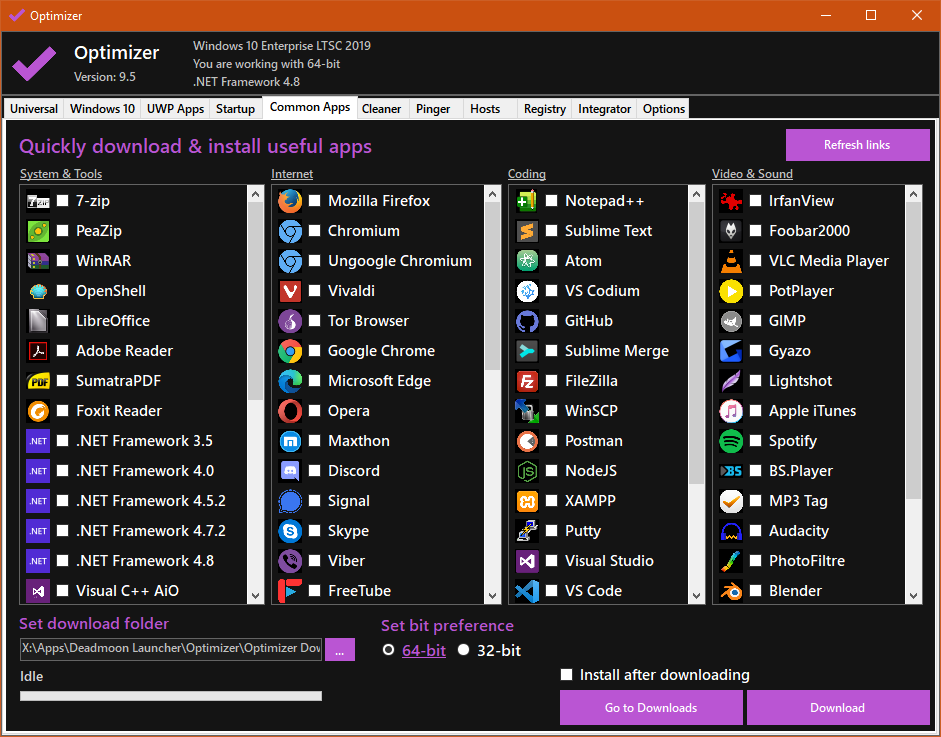 Optimizer
Optimizer
Version: 9.5
Windows 10 Enterprise LTSC 2019
You are working with 64-bit
.NET Framework 4.8
Universal Windows 10 UWP Apps Startup Common Apps Cleaner Pinger Hosts Registry Integrator Options
Quickly download & install useful apps
Refresh links
System & Tools
7-zip
PeaZip
WinRAR
OpenShell
LibreOffice
Adobe Reader
SumatraPDF
Foxit Reader
.NET Framework 3.5
.NET Framework 4.0
.NET Framework 4.5.2
.NET Framework 4.7.2
.NET Framework 4.8
Visual C++ AiO
Internet
Mozilla Firefox
Chromium
Ungoogle Chromium
Vivaldi
Tor Browser
Google Chrome
Microsoft Edge
Opera
Maxthon
Discord
Signal
Skype
Viber
FreeTube
Coding
Notepad++
Sublime Text
Atom
VS Codium
GitHub
Sublime Merge
FileZilla
WinSCP
Postman
NodeJS
XAMPP
Putty
Visual Studio
VS Code
Video & Sound
IrfanView
Foobar2000
VLC Media Player
PotPlayer
GIMP
Gyazo
Lightshot
Apple iTunes
Spotify
BS.Player
MP3 Tag
Audacity
PhotoFiltre
Blender
Set download folder
X:\Apps\Deadmoon Launcher\Optimizer\Optimizer Dov
...
Idle
Set bit preference
64-bit 32-bit
Install after downloading
Go to Downloads
Download